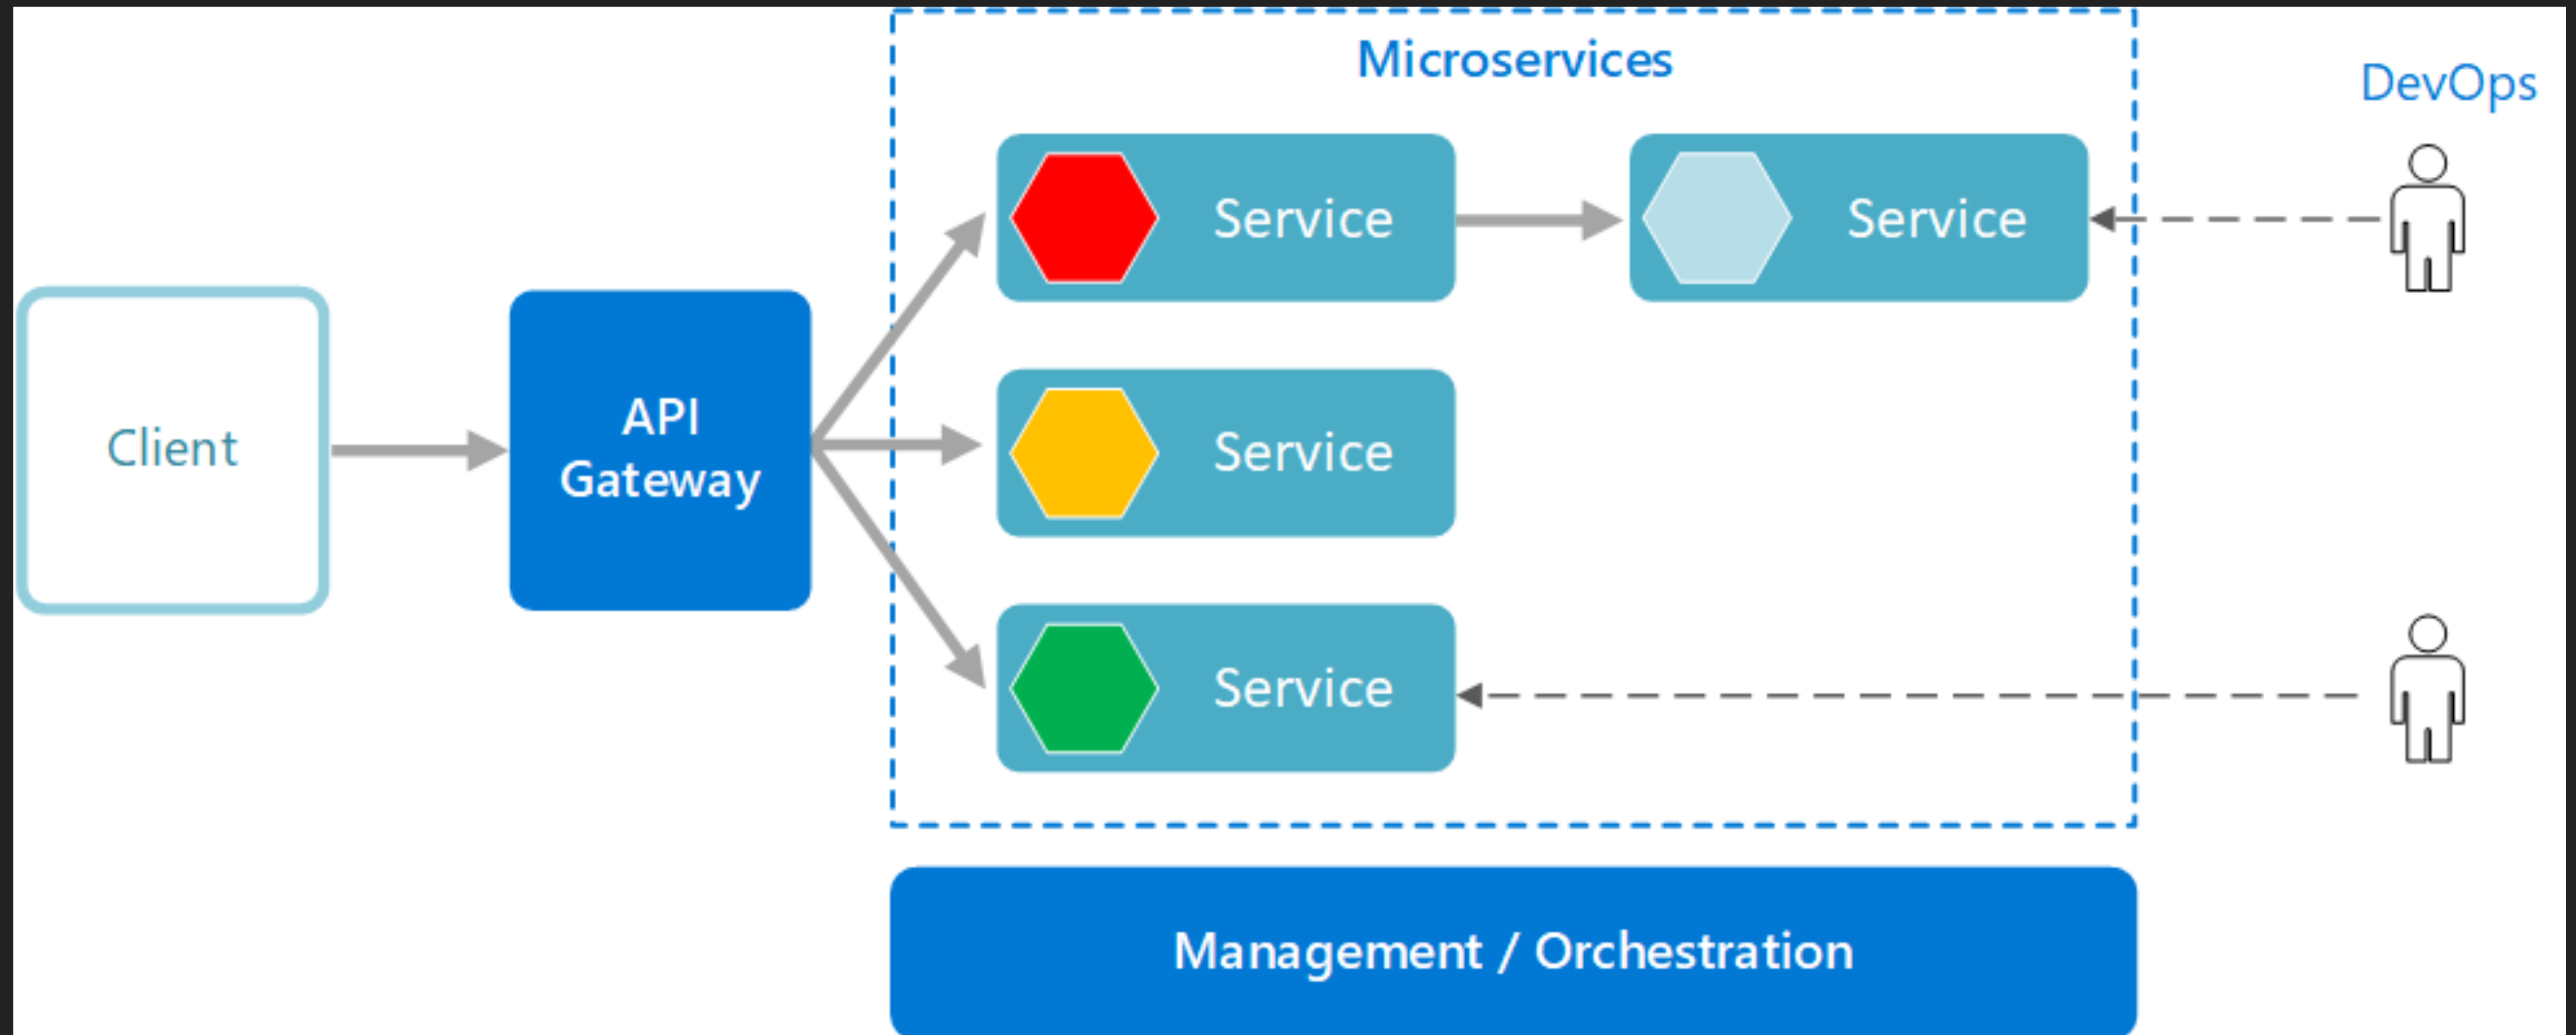 Microservices
DevOps
Service
Service
Client
API
Gateway
Service
Service
Management / Orchestration